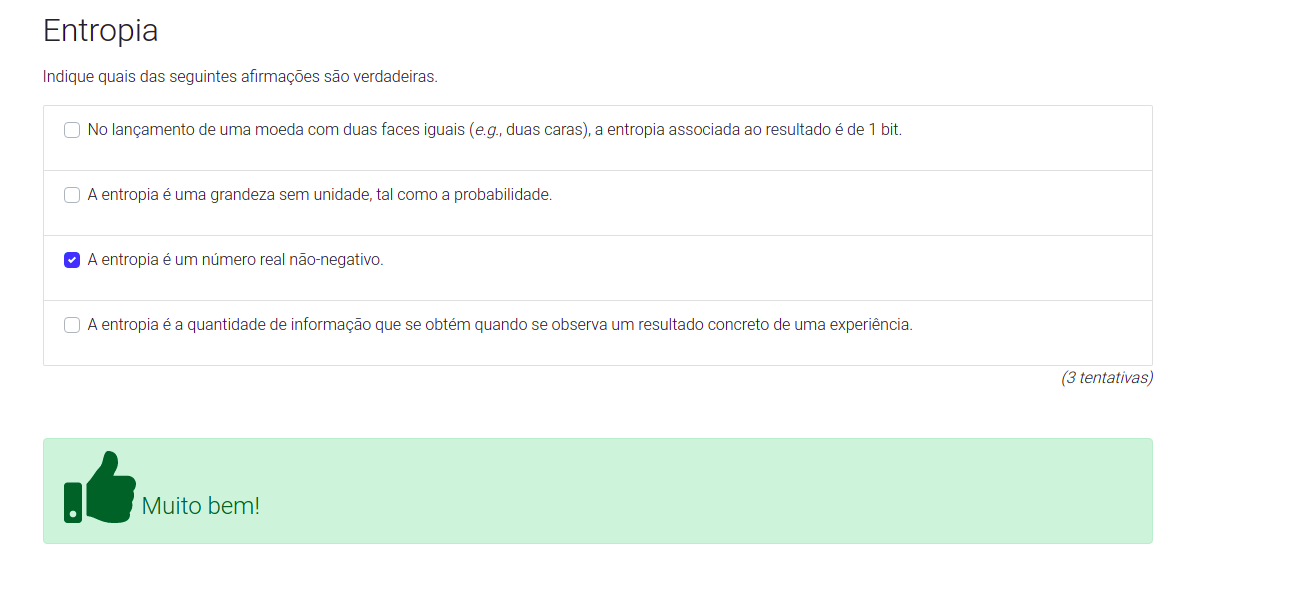 Entropia
Indique quais das seguintes afirmações são verdadeiras.
No lançamento de uma moeda com duas faces iguais (e.g., duas caras), a entropia associada ao resultado é de 1 bit.
A entropia é uma grandeza sem unidade, tal como a probabilidade.
A entropia é um número real não-negativo.
A entropia é a quantidade de informação que se obtém quando se observa um resultado concreto de uma experiência.
(3 tentativas)
Muito bem!